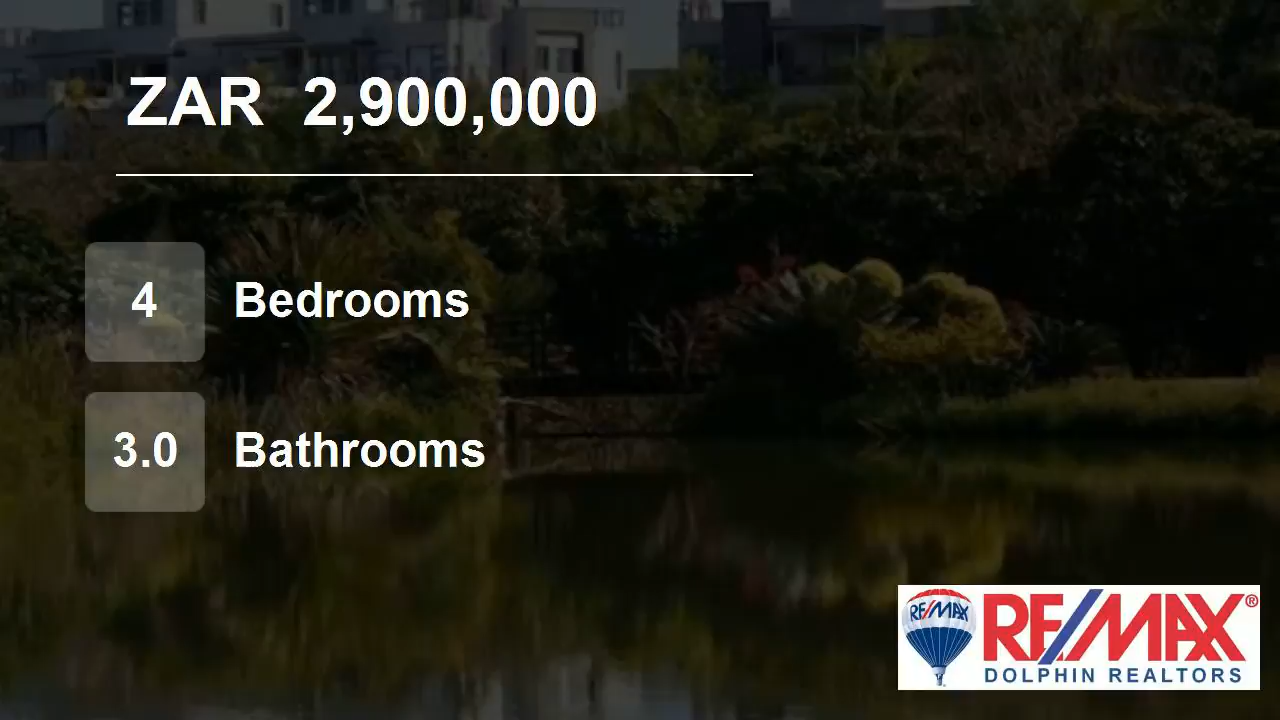 ZAR 2,900,000
4 Bedrooms
3.0 Bathrooms
RE/MAX
RE/MAX®
DOLPHIN REALTORS